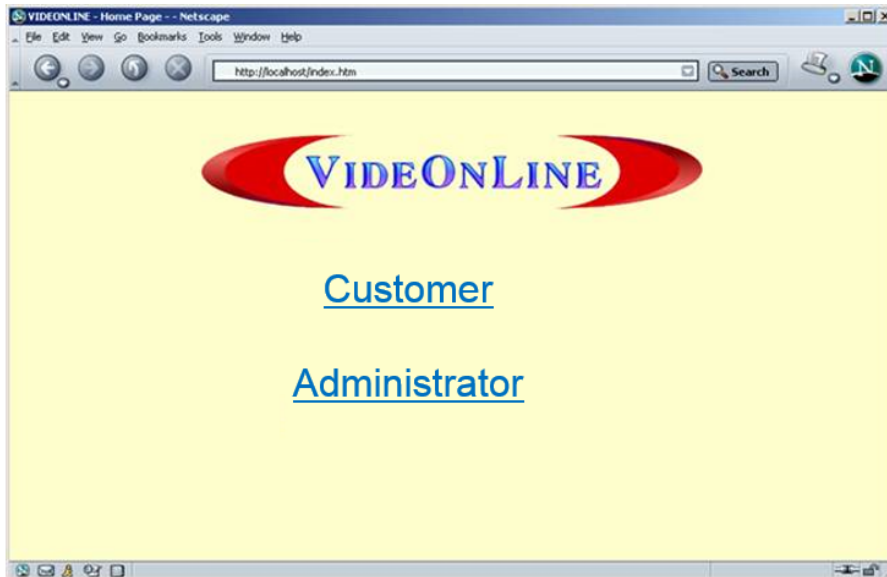 VIDEONLINE - Home Page - - Netscape
File Edit View Go Bookmarks Tools Window Help
http://localhost/index.htm Search N
VIDEONLINE
Customer
Administrator